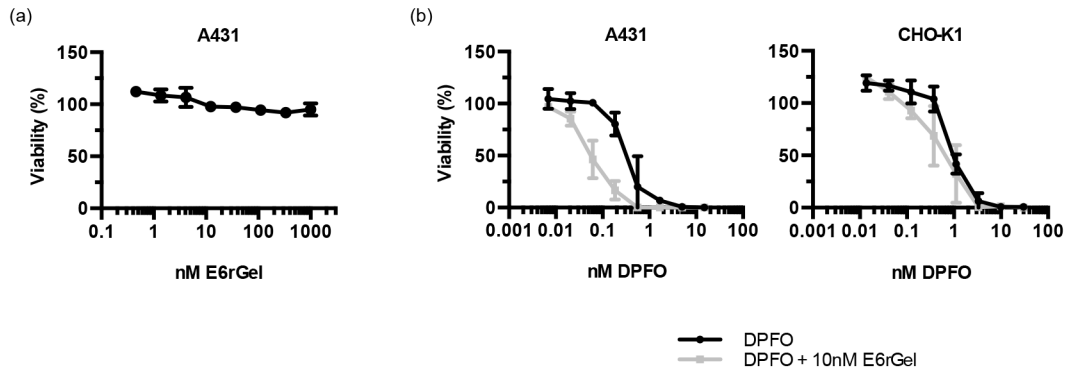 (a)
A431
Viability (%)
150
100
50
0
0.1 1 10 100 1000
nM E6rGel
(b)
A431
Viability (%)
150
100
50
0
0.001 0.01 0.1 1 10 100
nM DPFO
CHO-K1
150
100
50
0
0.001 0.01 0.1 1 10 100
nM DPFO
DPFO
DPFO + 10nM E6rGel